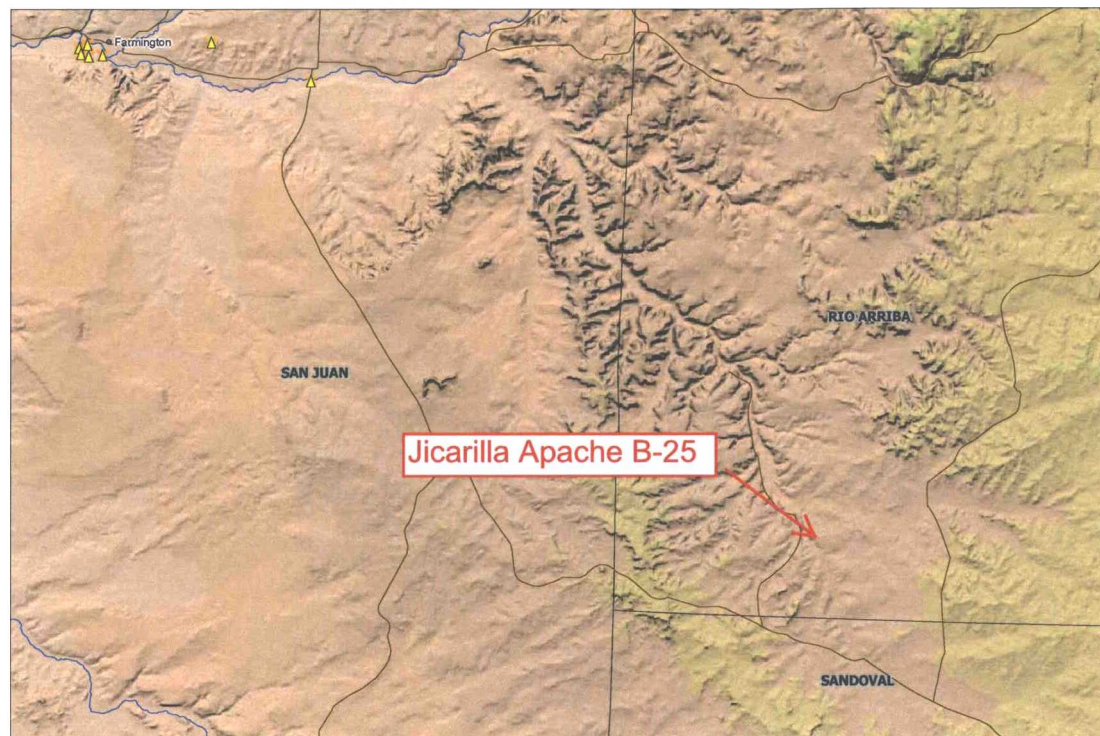 Farmington
RIO ARRIBA
SAN JUAN
Jicarilla Apache B-25
SANDOVAL